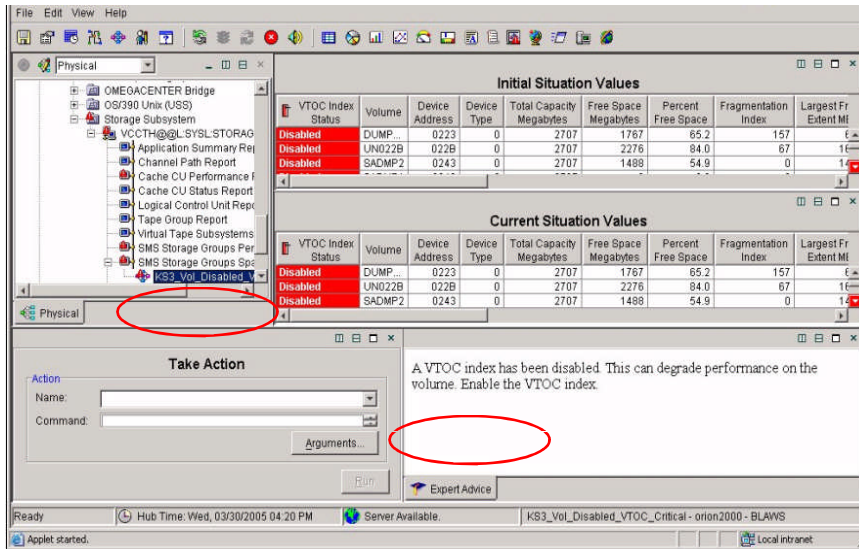 File Edit View Help
Physical
OMEGACENTER Bridge
OS/390 Unix (USS)
Storage Subsystem
VCCTH@@L:SYSL:STORAG
Application Summary Rep
Channel Path Report
Cache CU Performance
Cache CU Status Report
Logical Control Unit Repo
Tape Group Report
Virtual Tape Subsystems
SMS Storage Groups Per
SMS Storage Groups Spa
KS3_Vol_Disabled_V
Physical
Initial Situation Values
VTOC Index Status Volume Device Address Device Type Total Capacity Megabytes Free Space Megabytes Percent Free Space Fragmentation Index Largest Fr Extent MB
Disabled DUMP... 0223 0 2707 1767 65.2 157
Disabled UN022B 022B 0 2707 2276 84.0 67
Disabled SADMP2 0243 0 2707 1488 54.9 0
Current Situation Values
VTOC Index Status Volume Device Address Device Type Total Capacity Megabytes Free Space Megabytes Percent Free Space Fragmentation Index Largest Fr Extent MB
Disabled DUMP... 0223 0 2707 1767 65.2 157
Disabled UN022B 022B 0 2707 2276 84.0 67
Disabled SADMP2 0243 0 2707 1488 54.9 0
Take Action
Action
Name:
Command:
Arguments...
Run
A VTOC index has been disabled. This can degrade performance on the
volume. Enable the VTOC index.
Expert Advice
Ready Hub Time: Wed, 03/30/2005 04:20 PM Server Available. KS3_Vol_Disabled_VTOC_Critical - orion2000 - BLAWS
Applet started. Local intranet